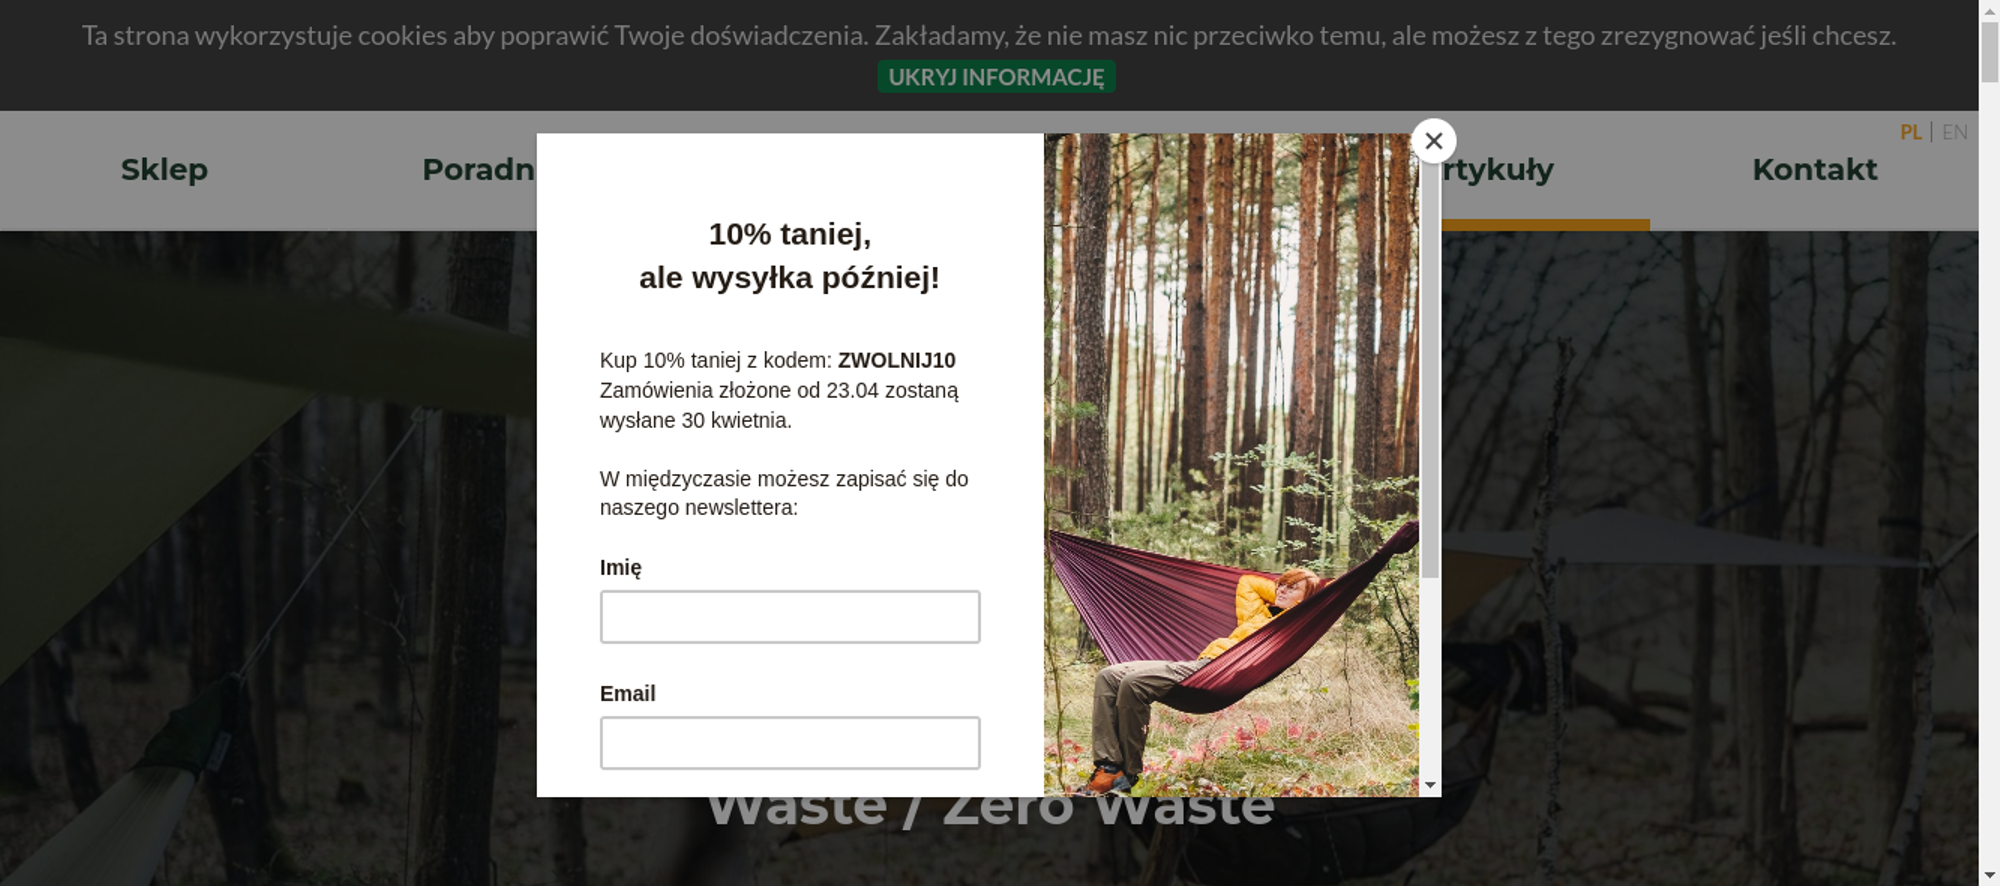 Ta strona wykorzystuje cookies aby poprawić Twoje doświadczenia. Zakładamy, że nie masz nic przeciwko temu, ale możesz z tego zrezygnować jeśli chcesz.
UKRYJ INFORMACJĘ
PL | EN
Sklep
Poradn
rtykuły
Kontakt
10% taniej,
ale wysyłka później!
Kup 10% taniej z kodem: ZWOLNIJ10
Zamówienia złożone od 23.04 zostaną
wysłane 30 kwietnia.
W międzyczasie możesz zapisać się do
naszego newslettera:
Imię
Email
Waste / Zero Waste